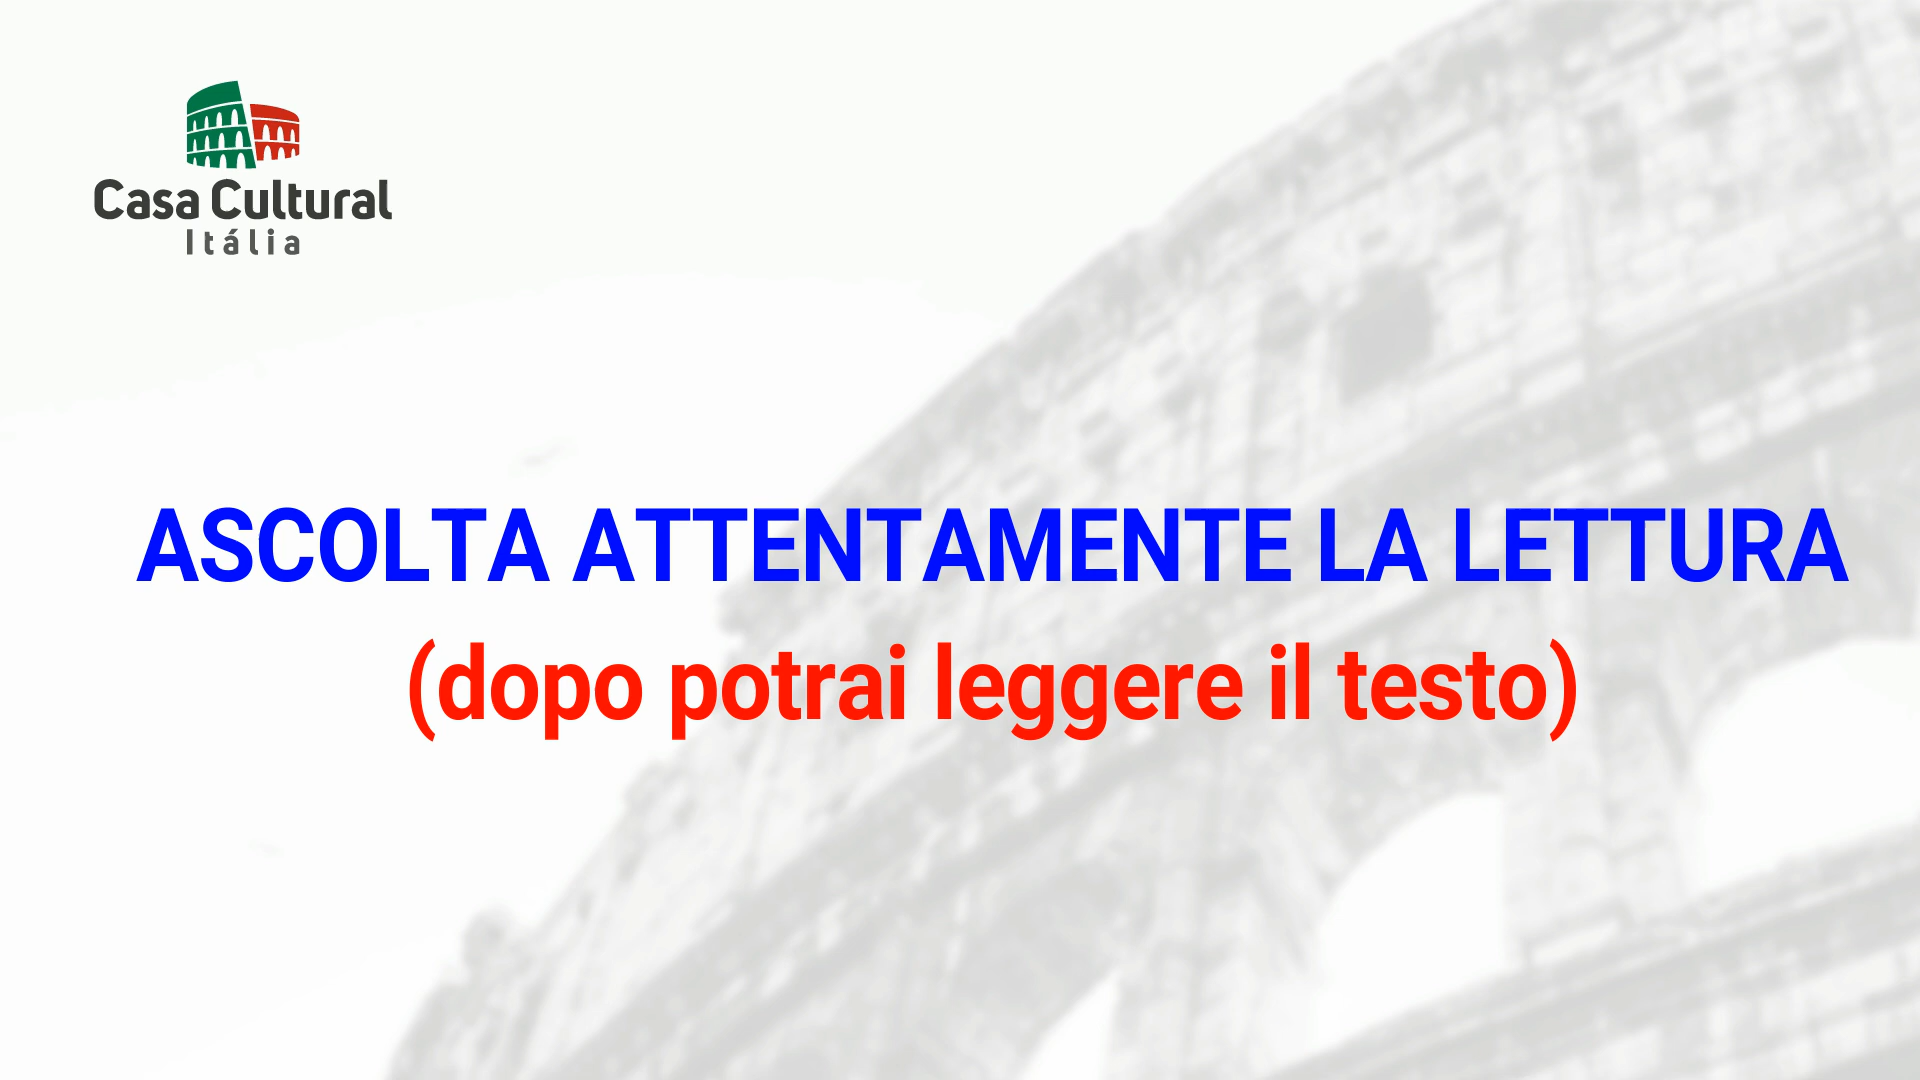 Casa Cultural
Itália
ASCOLTA ATTENTAMENTE LA LETTURA
(dopo potrai leggere il testo)